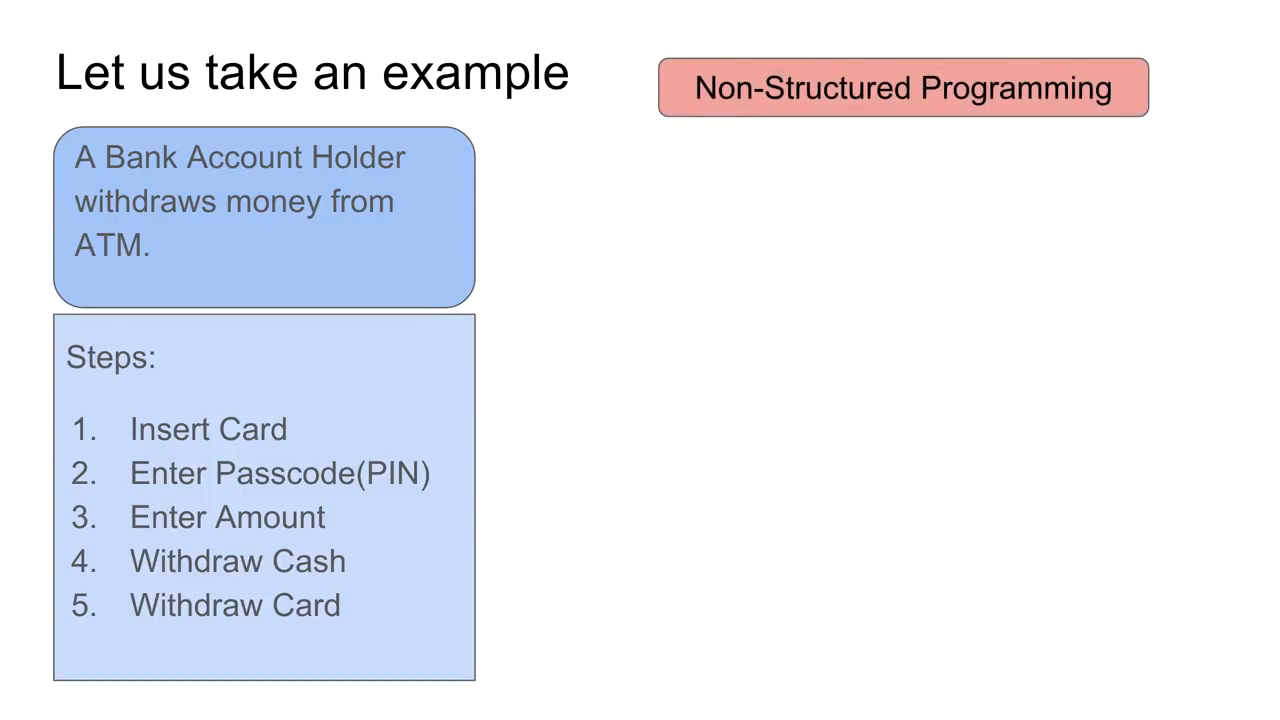 Let us take an example
Non-Structured Programming
A Bank Account Holder
withdraws money from
ATM.
Steps:
1. Insert Card
2. Enter Passcode(PIN)
3. Enter Amount
4. Withdraw Cash
5. Withdraw Card